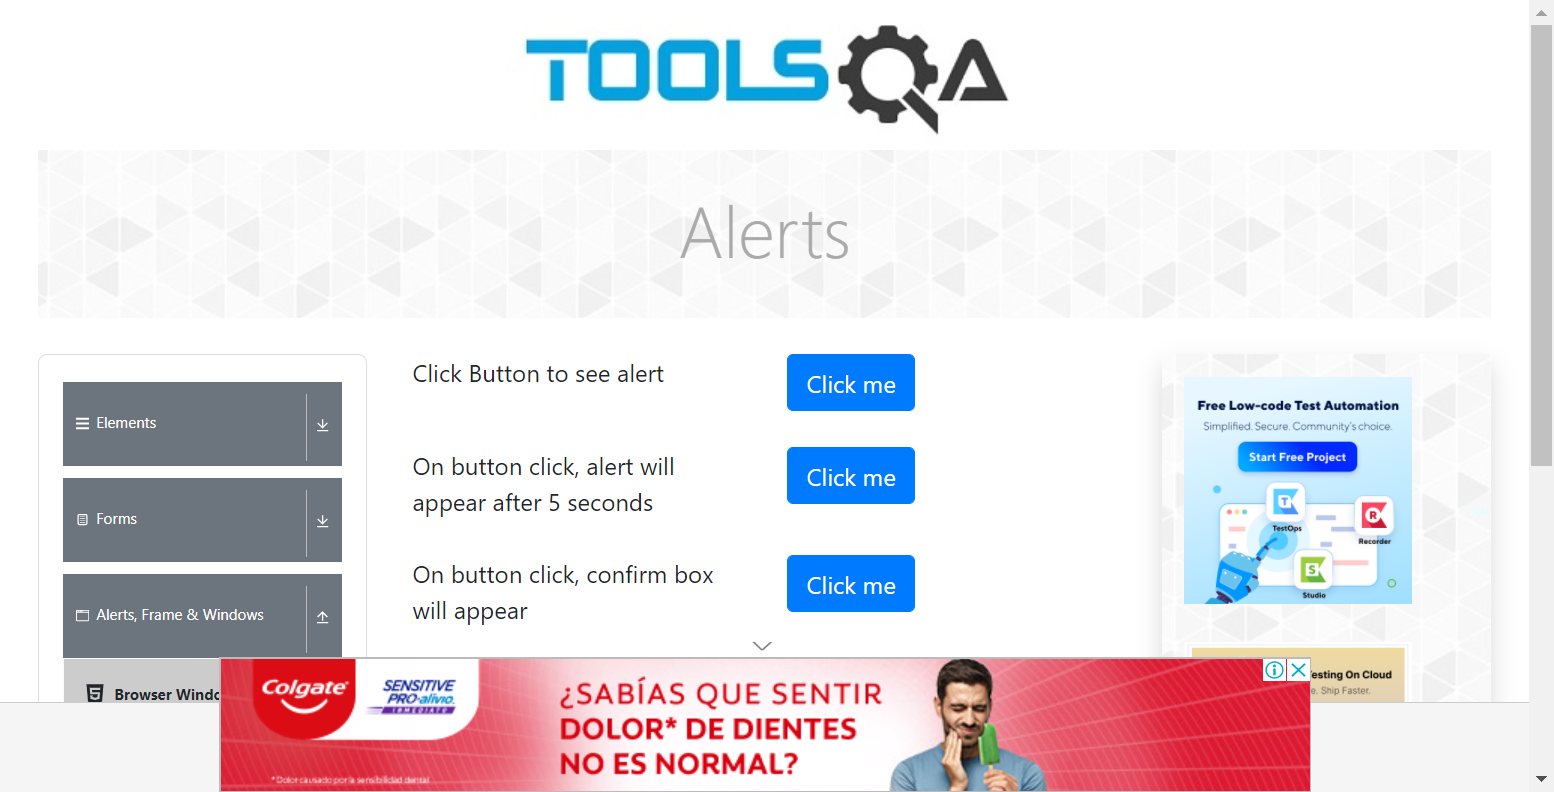 TOOLSQA
Alerts
Elements
Forms
Alerts, Frame & Windows
Browser Windo
Click Button to see alert
Click me
On button click, alert will
appear after 5 seconds
Click me
On button click, confirm box
will appear
Click me
Free Low-code Test Automation
Simplified. Secure. Community's choice.
Start Free Project
TestOps
Recorder
Studio
esting On Cloud
e. Ship Faster.
Colgate
SENSITIVE
PRO-alivio
INMEDIATO
* Dolor causado por la sensibilidad dental
¿SABÍAS QUE SENTIR
DOLOR* DE DIENTES
NO ES NORMAL?